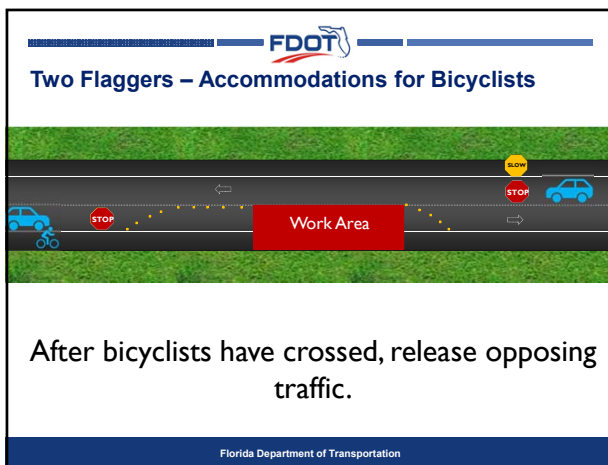 FDOT
Two Flaggers – Accommodations for Bicyclists
SLOW
STOP
STOP
Work Area
After bicyclists have crossed, release opposing
traffic.
Florida Department of Transportation